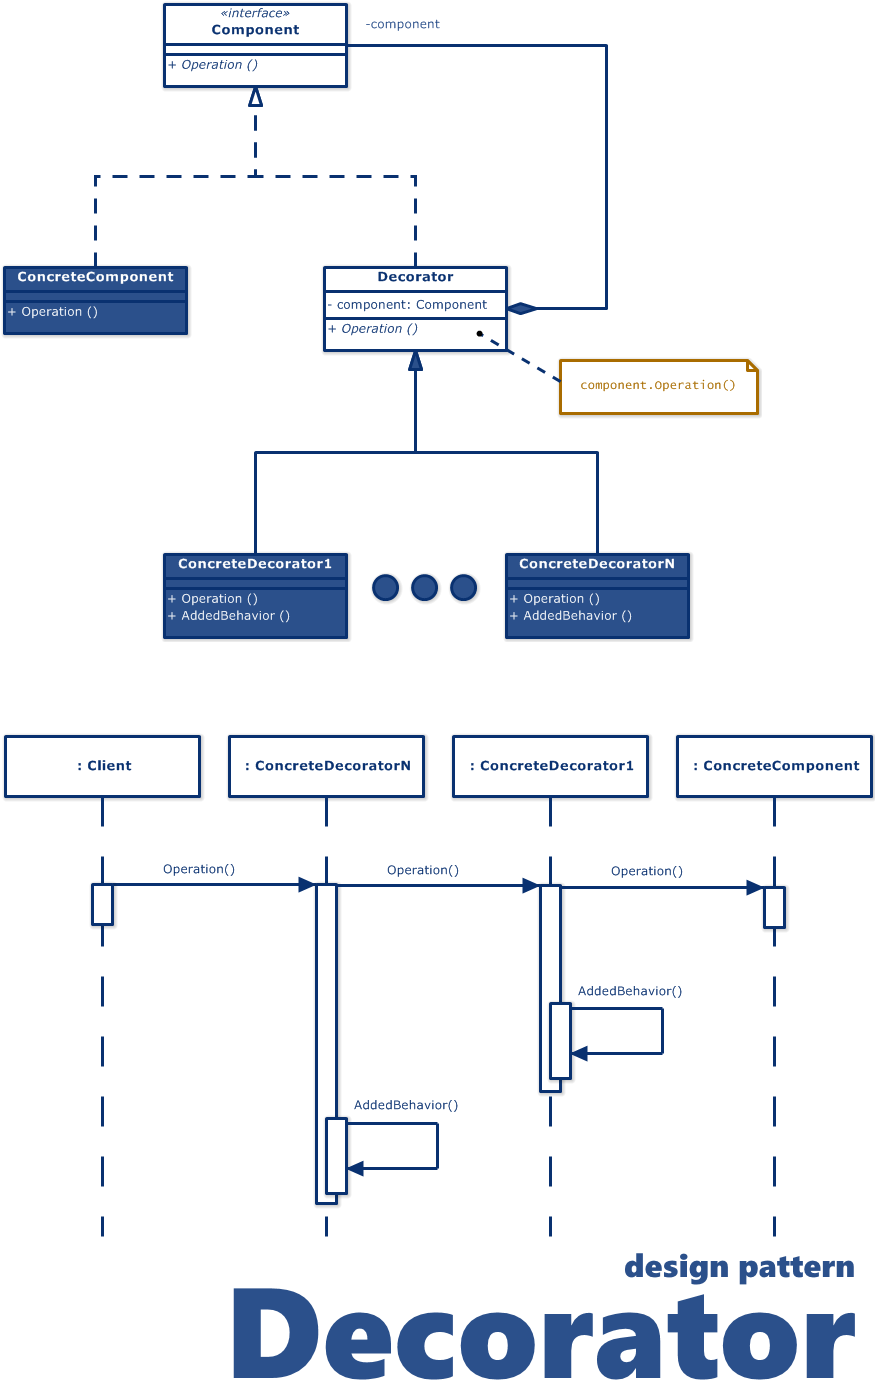 «interface»
Component
+ Operation ()
-component
ConcreteComponent
+ Operation ()
Decorator
- component: Component
+ Operation ()
component.Operation()
ConcreteDecorator1
+ Operation ()
+ AddedBehavior ()
ConcreteDecoratorN
+ Operation ()
+ AddedBehavior ()
: Client
: ConcreteDecoratorN
: ConcreteDecorator1
: ConcreteComponent
Operation()
Operation()
Operation()
AddedBehavior()
AddedBehavior()
design pattern
Decorator